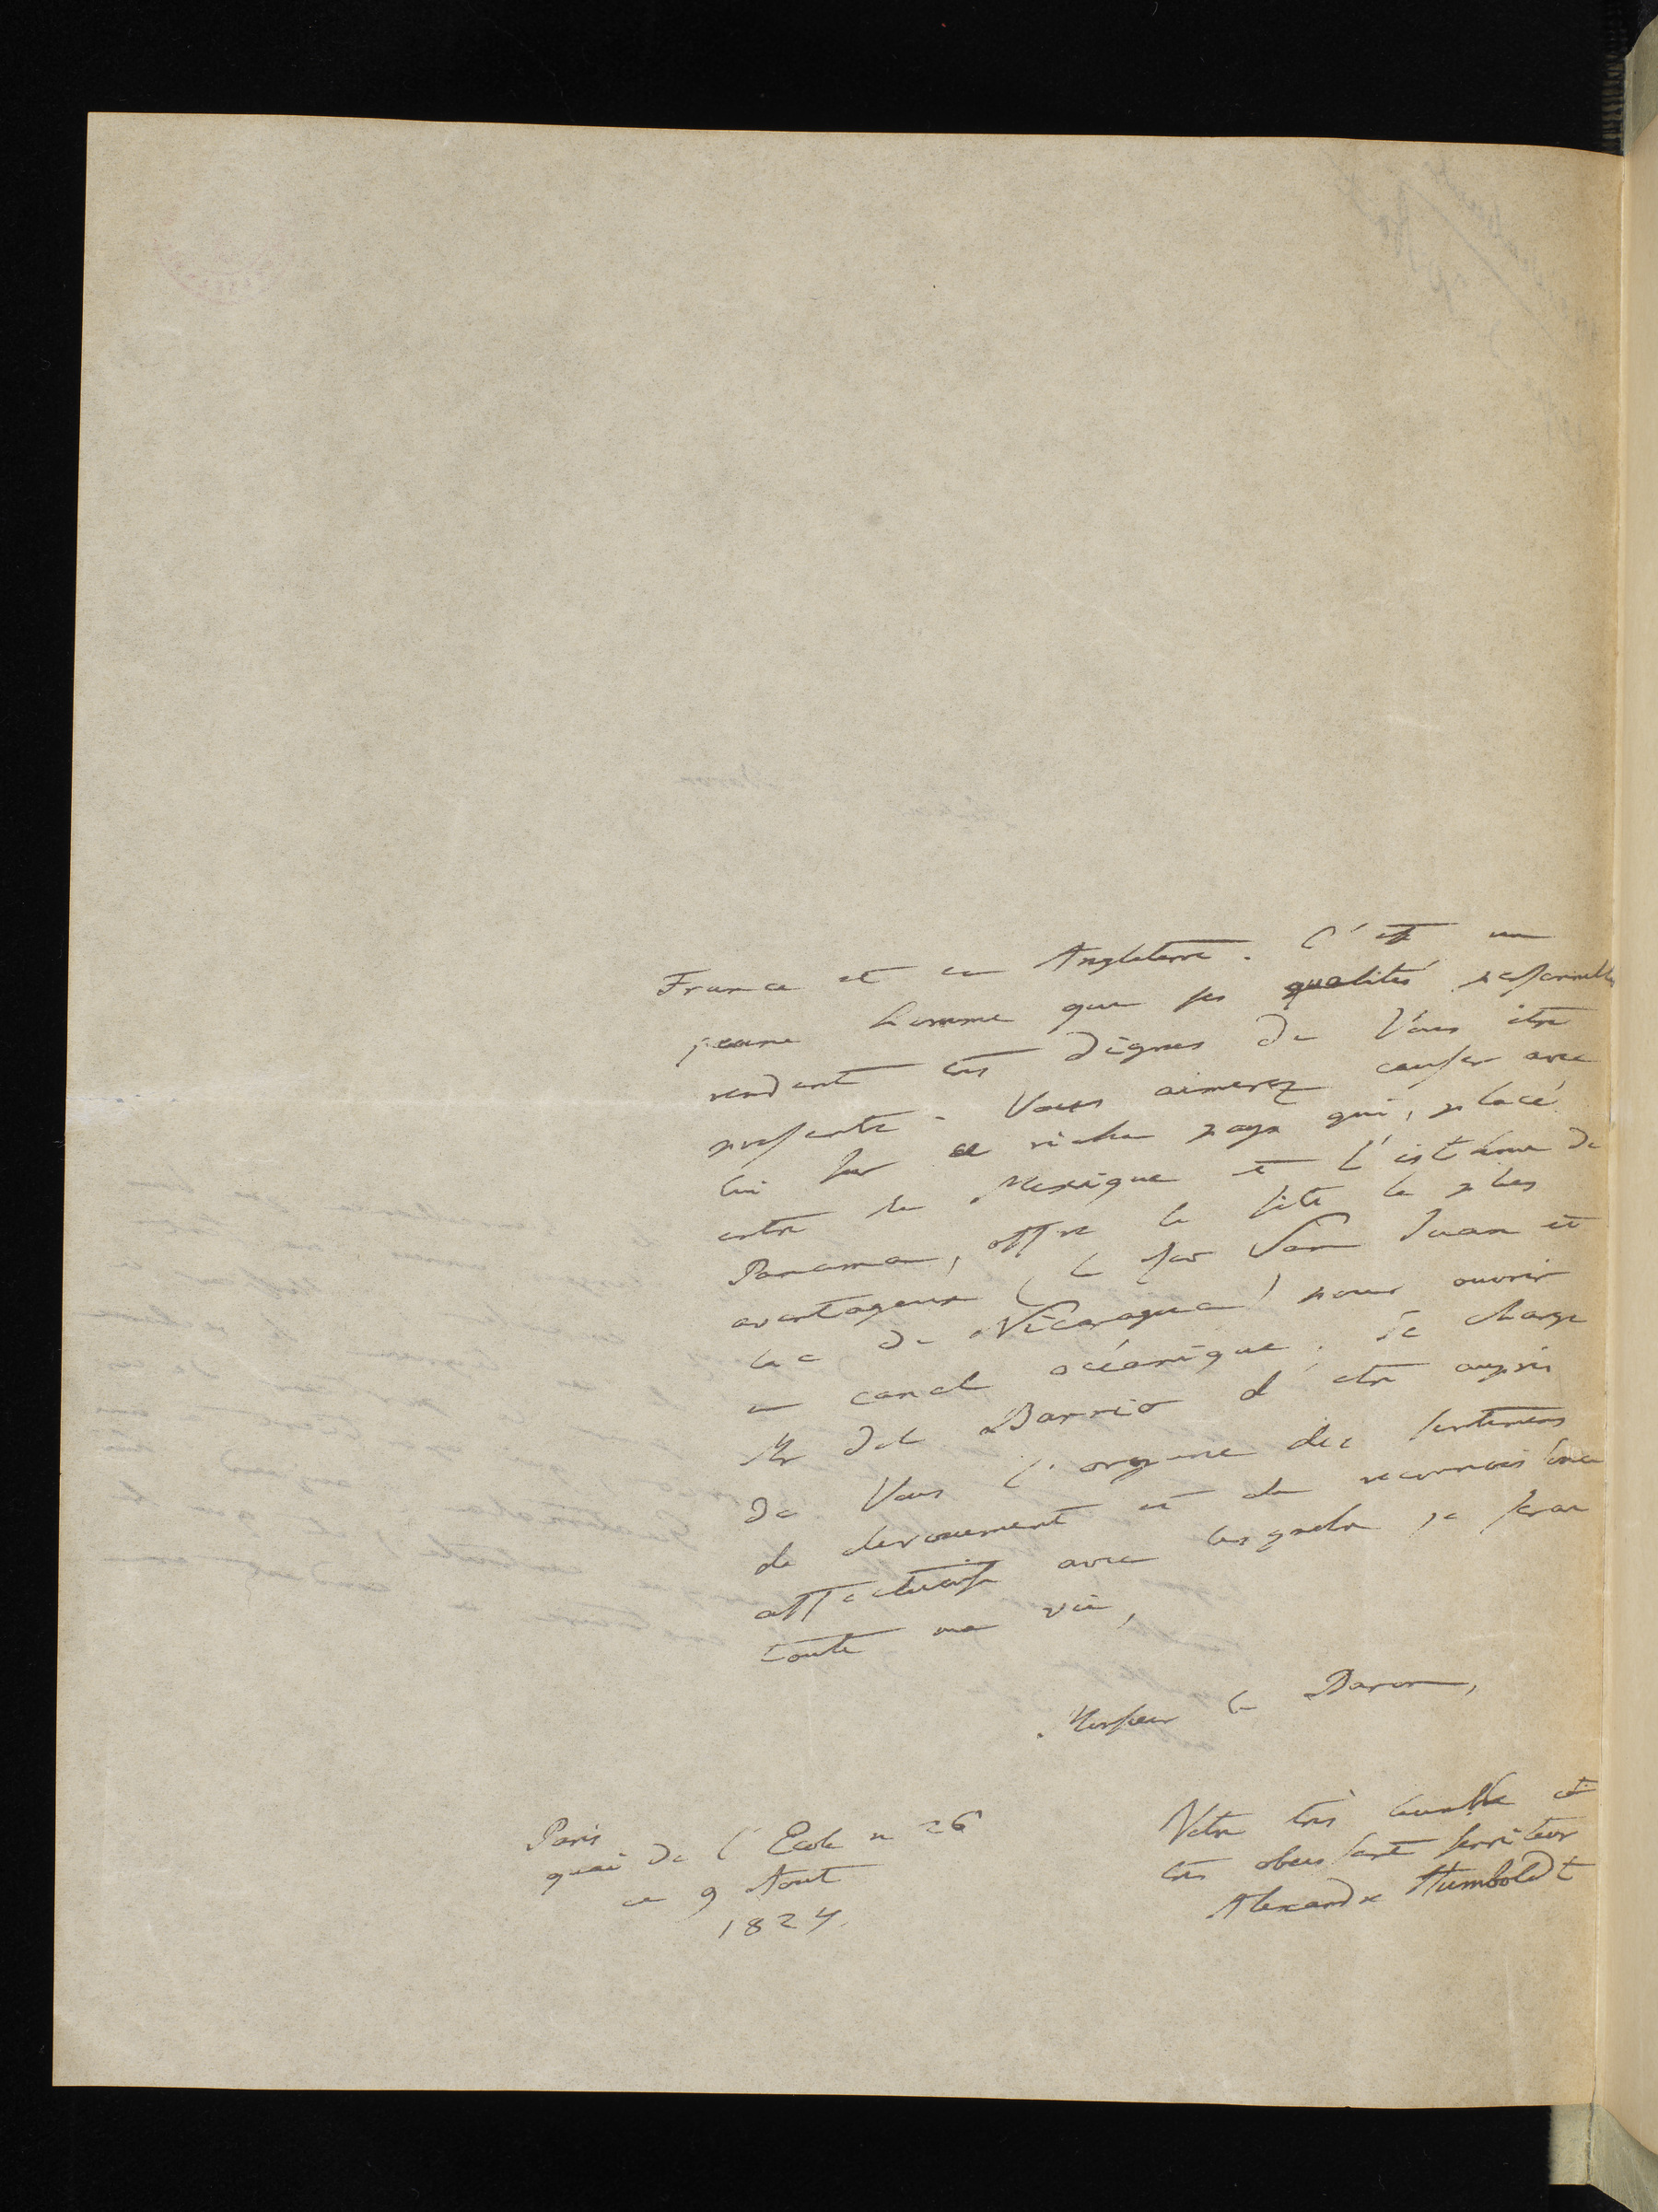 France et en Angleterre. C'est un
jeune homme que ses qualités personnelles
rendent très dignes de Vous être
presenté. Vous aimerez causer avec
lui sur ce riche pays qui, placé
entre le Mexique et l'isthme de
Panama, offre le site le plus
avantageux (le San Juan et
lac de Nicaragua) pour ouvrir
un canal océanique. Je charge
Mr del Barrio d'être auprès
de Vous l'organe des sentimens
de devouement et de reconnaissance
affectueuse avec lesquels je serai
toute ma vie,
Monsieur le Baron,
Votre très humble et
très obeissant serviteur
Alexandre Humboldt
Paris
quai de l'Ecole n 26
ce 9 Aout
1824.